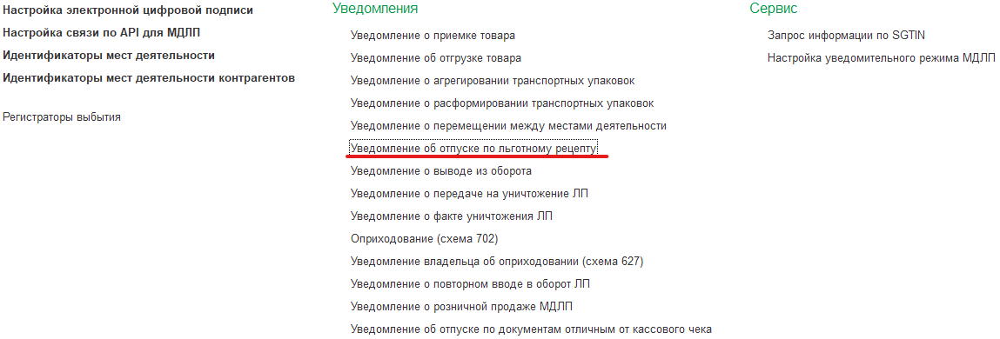 Настройка электронной цифровой подписи
Настройка связи по API для МДЛП
Идентификаторы мест деятельности
Идентификаторы мест деятельности контрагентов
Регистраторы выбытия
Уведомления
Уведомление о приемке товара
Уведомление об отгрузке товара
Уведомление о агрегировании транспортных упаковок
Уведомление о расформировании транспортных упаковок
Уведомление о перемещении между местами деятельности
Уведомление об отпуске по льготному рецепту
Уведомление о выводе из оборота
Уведомление о передаче на уничтожение ЛП
Уведомление о факте уничтожения ЛП
Оприходование (схема 702)
Уведомление владельца об оприходовании (схема 627)
Уведомление о повторном вводе в оборот ЛП
Уведомление о розничной продаже МДЛП
Уведомление об отпуске по документам отличным от кассового чека
Сервис
Запрос информации по SGTIN
Настройка уведомительного режима МДЛП